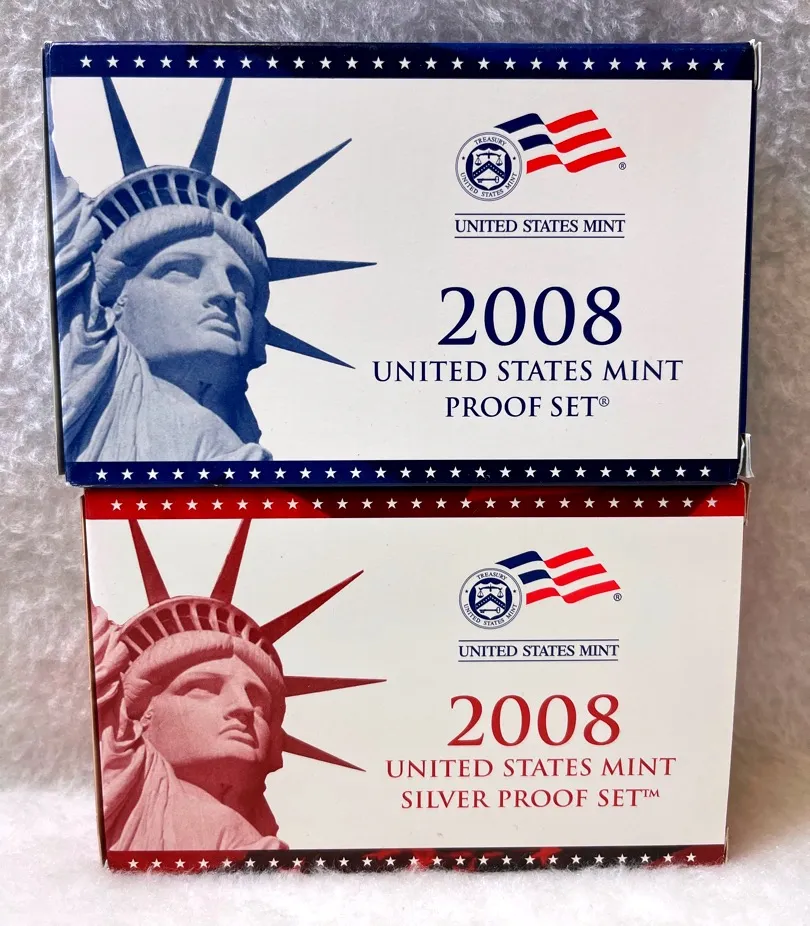 TREASURY
UNITED STATES MINT
®
UNITED STATES MINT
2008
UNITED STATES MINT
PROOF SET®
TREASURY
UNITED STATES MINT
®
UNITED STATES MINT
2008
UNITED STATES MINT
SILVER PROOF SET™